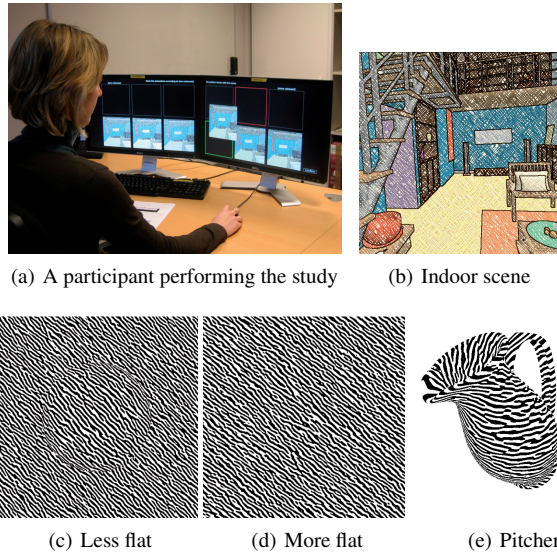 (a) A participant performing the study
(b) Indoor scene
(c) Less flat
(d) More flat
(e) Pitcher